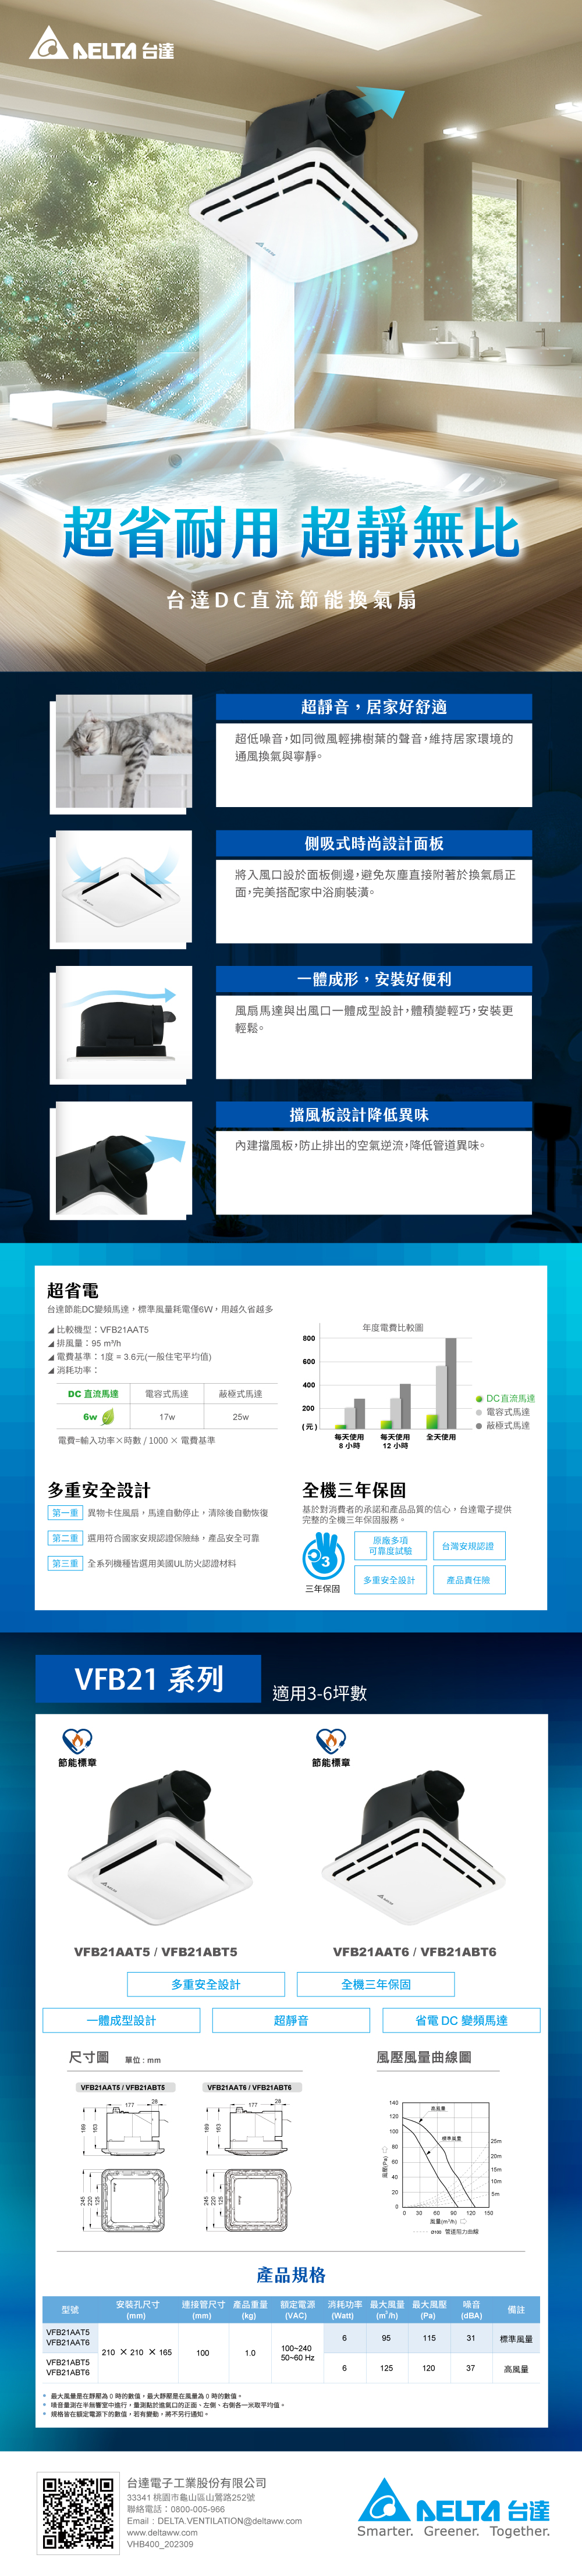 DELTA 台達
超省耐用 超靜無比
台達DC直流節能換氣扇
超靜音，居家好舒適
超低噪音,如同微風輕拂樹葉的聲音,維持居家環境的
通風換氣與寧靜。
側吸式時尚設計面板
將入風口設於面板側邊,避免灰塵直接附著於換氣扇正
面,完美搭配家中浴廁裝潢。
一體成形，安裝好便利
風扇馬達與出風口一體成型設計,體積變輕巧,安裝更
輕鬆。
擋風板設計降低異味
內建擋風板,防止排出的空氣逆流,降低管道異味。
超省電
台達節能DC變頻馬達，標準風量耗電僅6W，用越久省越多
比較機型：VFB21AAT5
排風量：95 m³/h
電費基準：1度 = 3.6元(一般住宅平均值)
消耗功率：
DC 直流馬達 電容式馬達 蔽極式馬達
6w 17w 25w
電費=輸入功率×時數 / 1000 × 電費基準
年度電費比較圖
800
600
400
200
(元)
每天使用 8 小時
每天使用 12 小時
全天使用
DC直流馬達
電容式馬達
蔽極式馬達
多重安全設計
第一重 異物卡住風扇，馬達自動停止，清除後自動恢復
第二重 選用符合國家安規認證保險絲，產品安全可靠
第三重 全系列機種皆選用美國UL防火認證材料
全機三年保固
基於對消費者的承諾和產品品質的信心，台達電子提供
完整的全機三年保固服務。
3
三年保固
原廠多項
可靠度試驗
台灣安規認證
多重安全設計
產品責任險
VFB21 系列
適用3-6坪數
節能標章
節能標章
VFB21AAT5 / VFB21ABT5
VFB21AAT6 / VFB21ABT6
多重安全設計
全機三年保固
一體成型設計
超靜音
省電 DC 變頻馬達
尺寸圖 單位 : mm
VFB21AAT5 / VFB21ABT5
177
28
189
163
245
220
125
VFB21AAT6 / VFB21ABT6
177
28
189
163
245
220
125
風壓風量曲線圖
風壓(Pa)
140
120
100
80
60
40
20
0
高風量
標準風量
25m
20m
15m
10m
5m
0 30 60 90 120 150
風量(m³/h)
Ø100 管道阻力曲線
產品規格
型號 安裝孔尺寸 (mm) 連接管尺寸 (mm) 產品重量 (kg) 額定電源 (VAC) 消耗功率 (Watt) 最大風量 (m³/h) 最大風壓 (Pa) 噪音 (dBA) 備註
VFB21AAT5
VFB21AAT6
6 95 115 31 標準風量
210 × 210 × 165 100 1.0 100~240
50~60 Hz
VFB21ABT5
VFB21ABT6
6 125 120 37 高風量
最大風量是在靜壓為 0 時的數值，最大靜壓是在風量為 0 時的數值。
噪音量測在半無響室中進行，量測點於進氣口的正面、左側、右側各一米取平均值。
規格皆在額定電源下的數值，若有變動，將不另行通知。
台達電子工業股份有限公司
33341 桃園市龜山區山鶯路252號
聯絡電話：0800-005-966
Email : DELTA.VENTILATION@deltaww.com
www.deltaww.com
VHB400_202309
DELTA 台達
Smarter. Greener. Together.